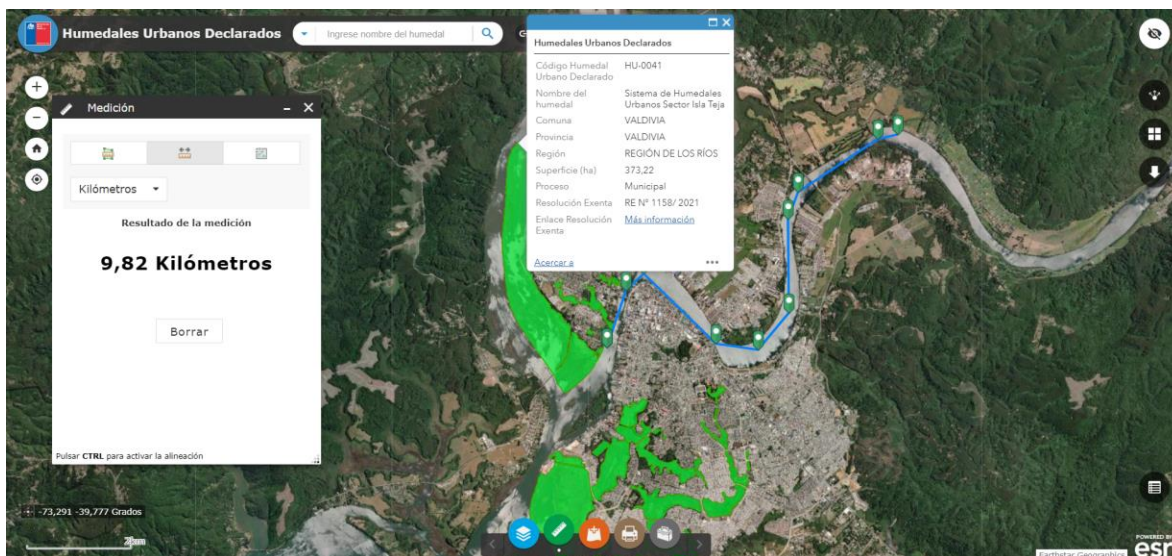 Humedales Urbanos Declarados
Ingrese nombre del humedal
Medición
Kilómetros
Resultado de la medición
9,82 Kilómetros
Borrar
Pulsar CTRL para activar la alineación
Humedales Urbanos Declarados
Código Humedal Urbano Declarado HU-0041
Nombre del humedal Sistema de Humedales Urbanos Sector Isla Teja
Comuna VALDIVIA
Provincia VALDIVIA
Región REGIÓN DE LOS RÍOS
Superficie (ha) 373,22
Proceso Municipal
Resolución Exenta RE N° 1158/ 2021
Enlace Resolución Exenta Más información
Acercar a
-73,291 -39,777 Grados
2km
Earthstar Geographics
POWERED BY
esri